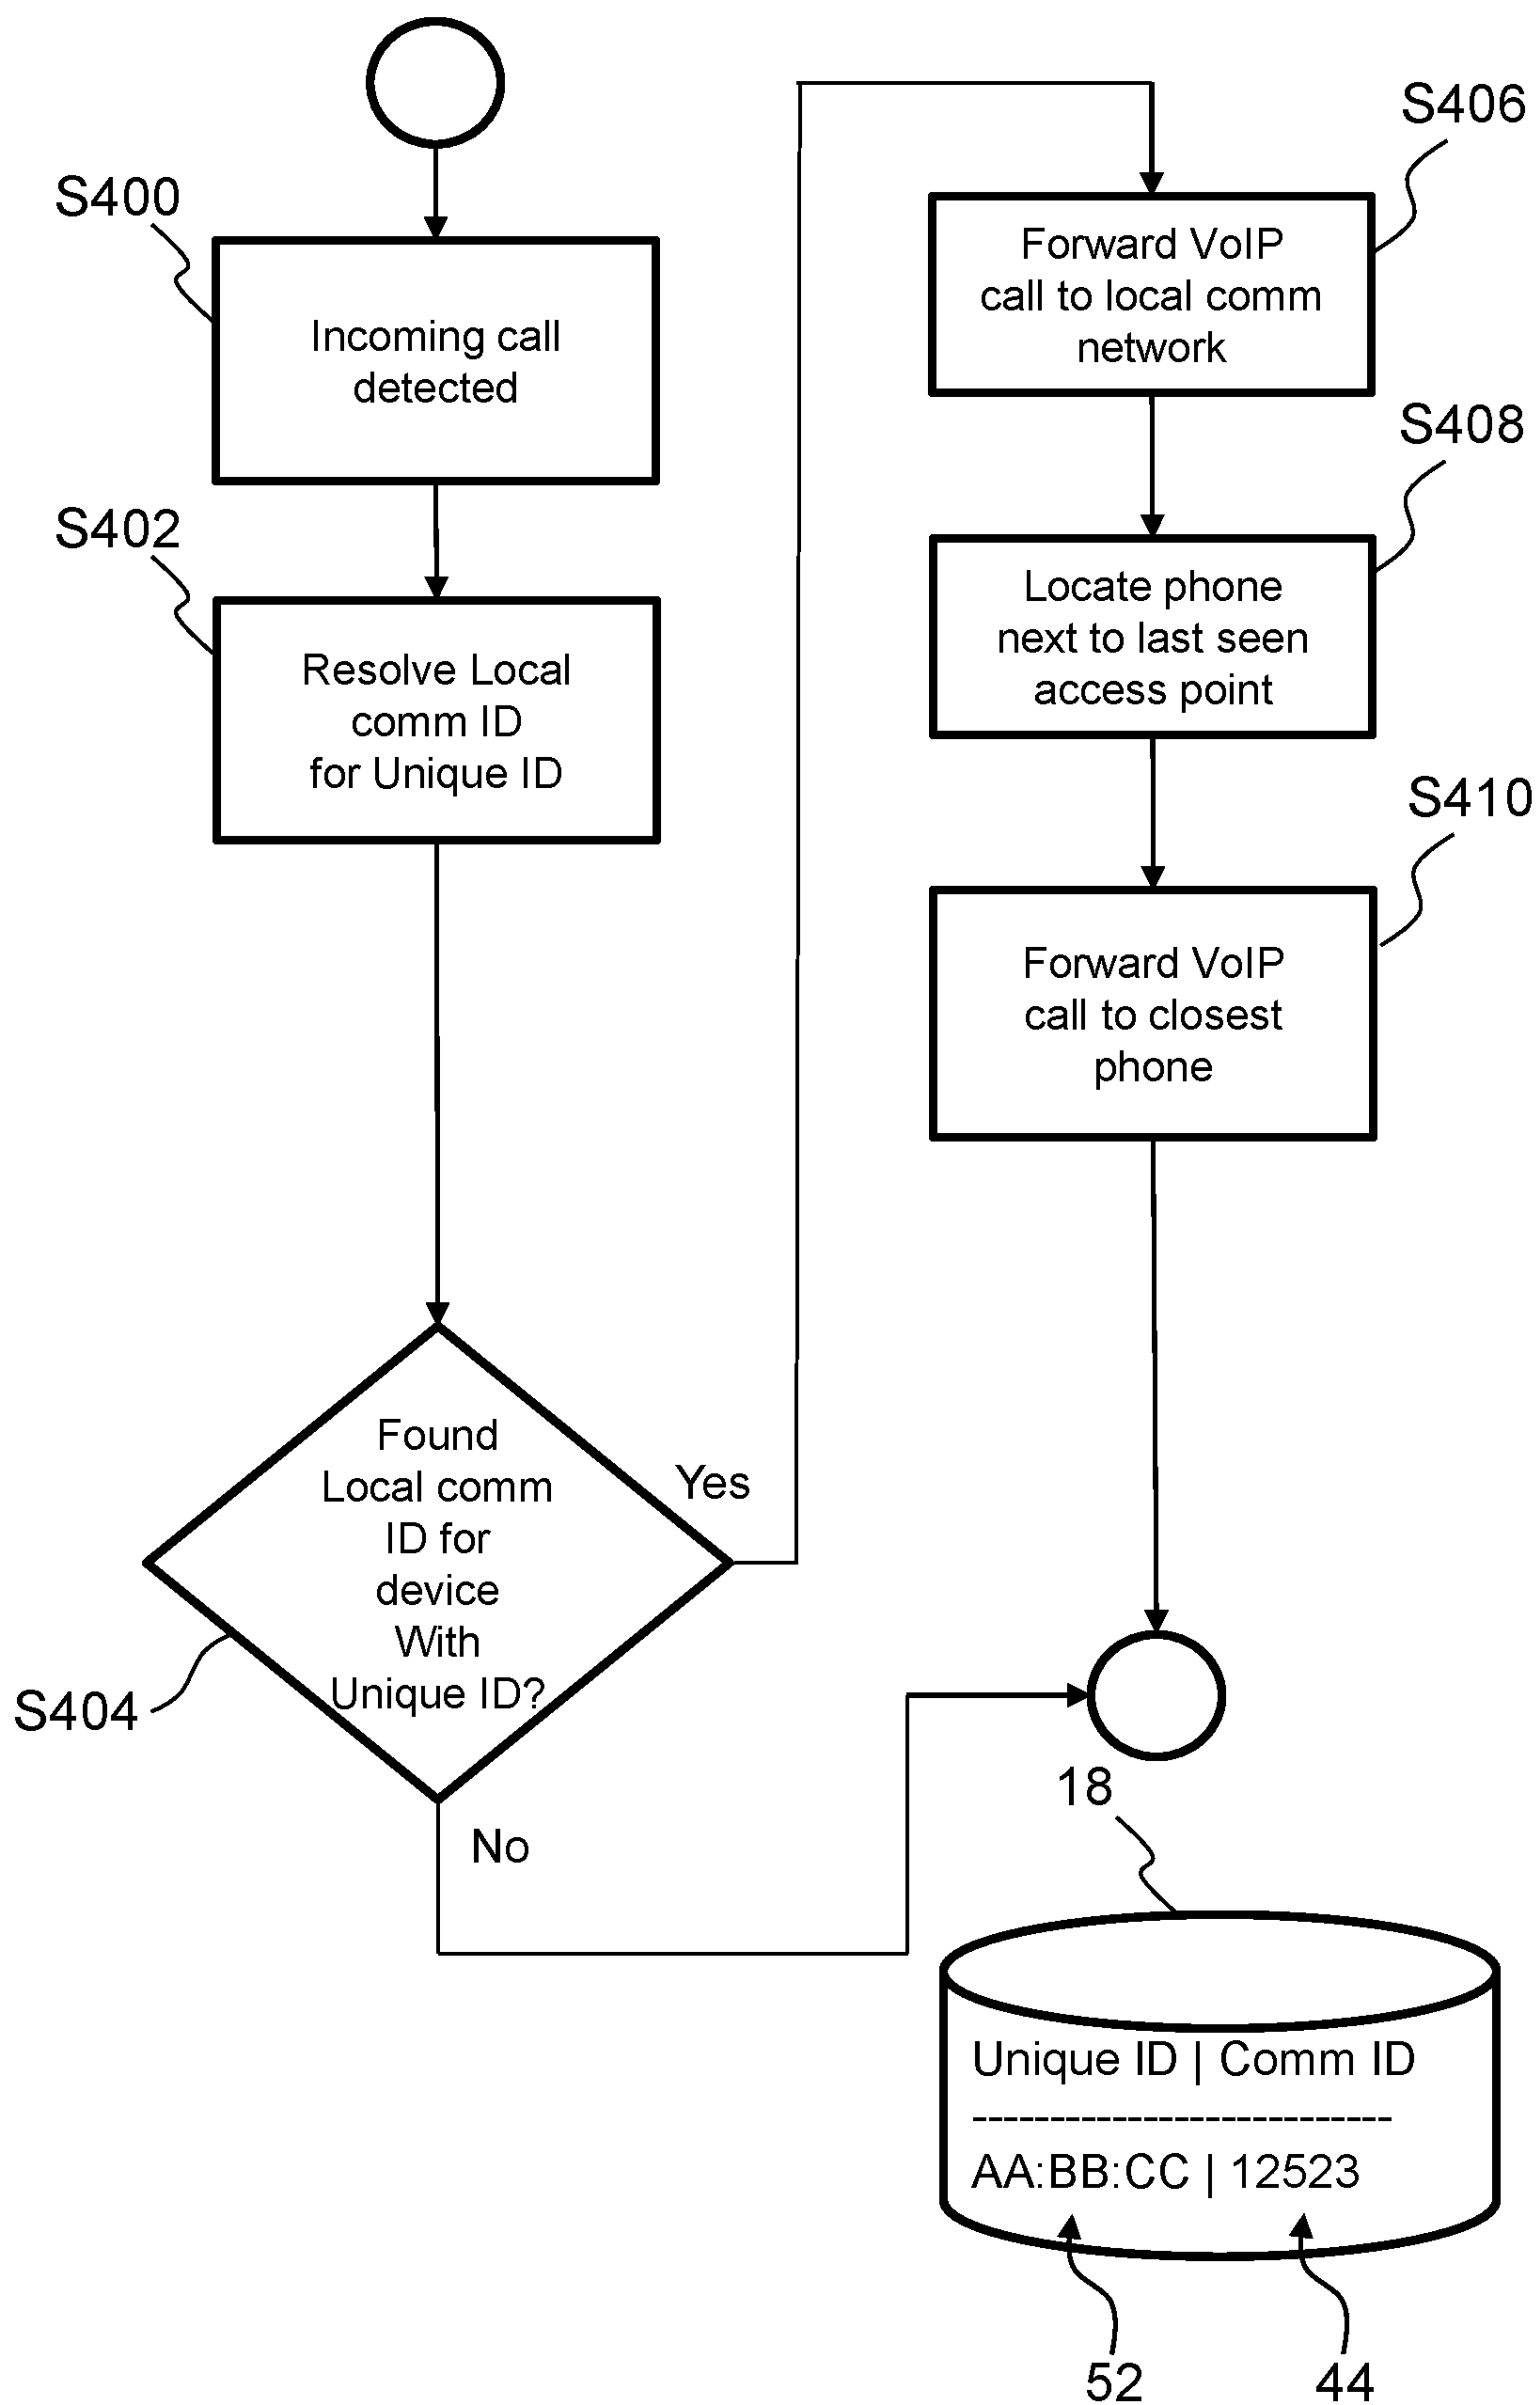 S400
Incoming call
detected
S402
Resolve Local
comm ID
for Unique ID
Found
Local comm
ID for
device
With
Unique ID?
Yes
No
S404
S406
Forward VoIP
call to local comm
network
S408
Locate phone
next to last seen
access point
S410
Forward VoIP
call to closest
phone
18
Unique ID | Comm ID
---------------------------
AA:BB:CC | 12523
52
44